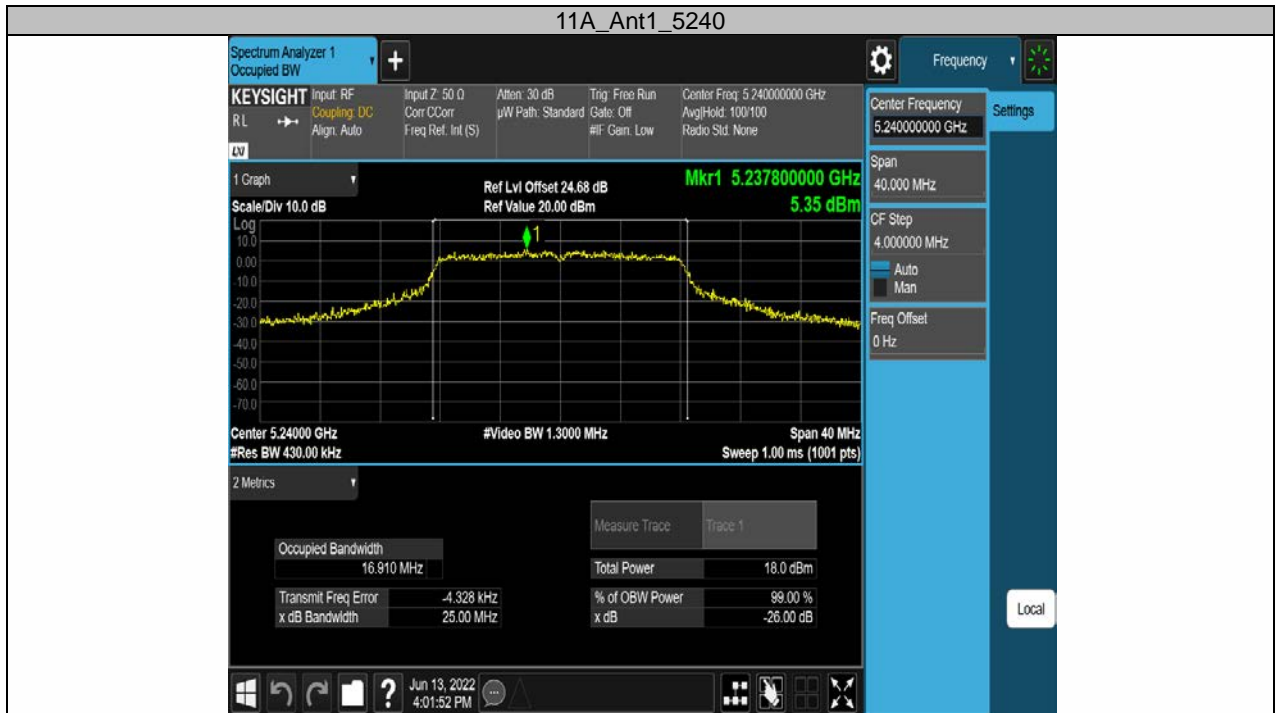 11A_Ant1_5240
Spectrum Analyzer 1
Occupied BW
+
Frequency
KEYSIGHT
RL
LXI
Input: RF
Coupling: DC
Align: Auto
Input Z: 50 Ω
Corr CCorr
Freq Ref: Int (S)
Atten: 30 dB
µW Path: Standard
Trig: Free Run
Gate: Off
#IF Gain: Low
Center Freq: 5.240000000 GHz
Avg|Hold: 100/100
Radio Std: None
1 Graph
Scale/Div 10.0 dB
Ref Lvl Offset 24.68 dB
Ref Value 20.00 dBm
Mkr1 5.237800000 GHz
5.35 dBm
Log
10.0
0.00
-10.0
-20.0
-30.0
-40.0
-50.0
-60.0
-70.0
1
Center 5.24000 GHz
#Video BW 1.3000 MHz
Span 40 MHz
#Res BW 430.00 kHz
Sweep 1.00 ms (1001 pts)
2 Metrics
Measure Trace
Trace 1
Occupied Bandwidth
16.910 MHz
Total Power
18.0 dBm
Transmit Freq Error
-4.328 kHz
% of OBW Power
99.00 %
x dB Bandwidth
25.00 MHz
x dB
-26.00 dB
Center Frequency
5.240000000 GHz
Settings
Span
40.000 MHz
CF Step
4.000000 MHz
Auto
Man
Freq Offset
0 Hz
Local
?
Jun 13, 2022
4:01:52 PM